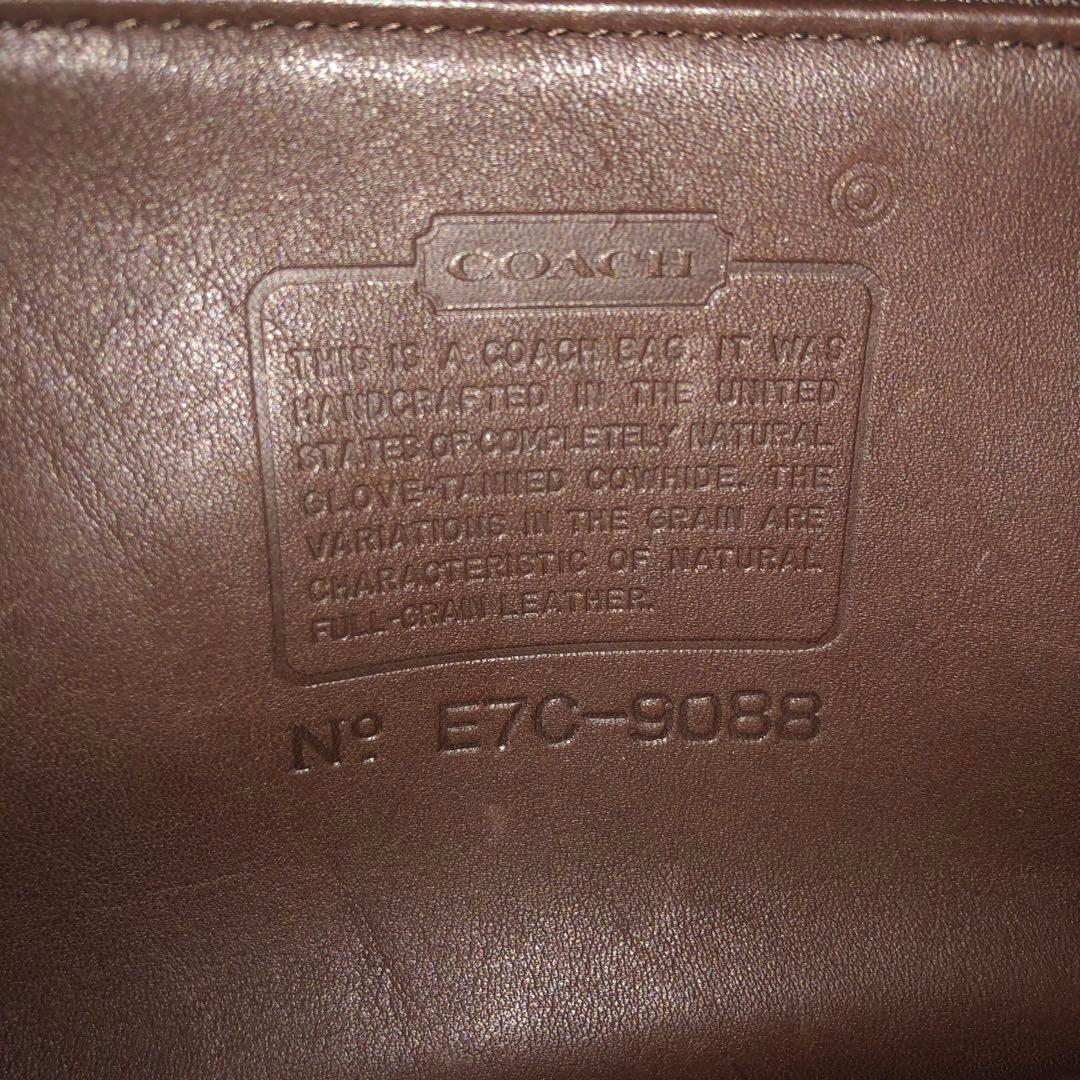 COACH
THIS IS A COACH BAG. IT WAS
HANDCRAFTED IN THE UNITED
STATES OF COMPLETELY NATURAL
GLOVE-TANNED COWHIDE. THE
VARIATIONS IN THE GRAIN ARE
CHARACTERISTIC OF NATURAL
FULL-GRAIN LEATHER.
Nº E7C-9088